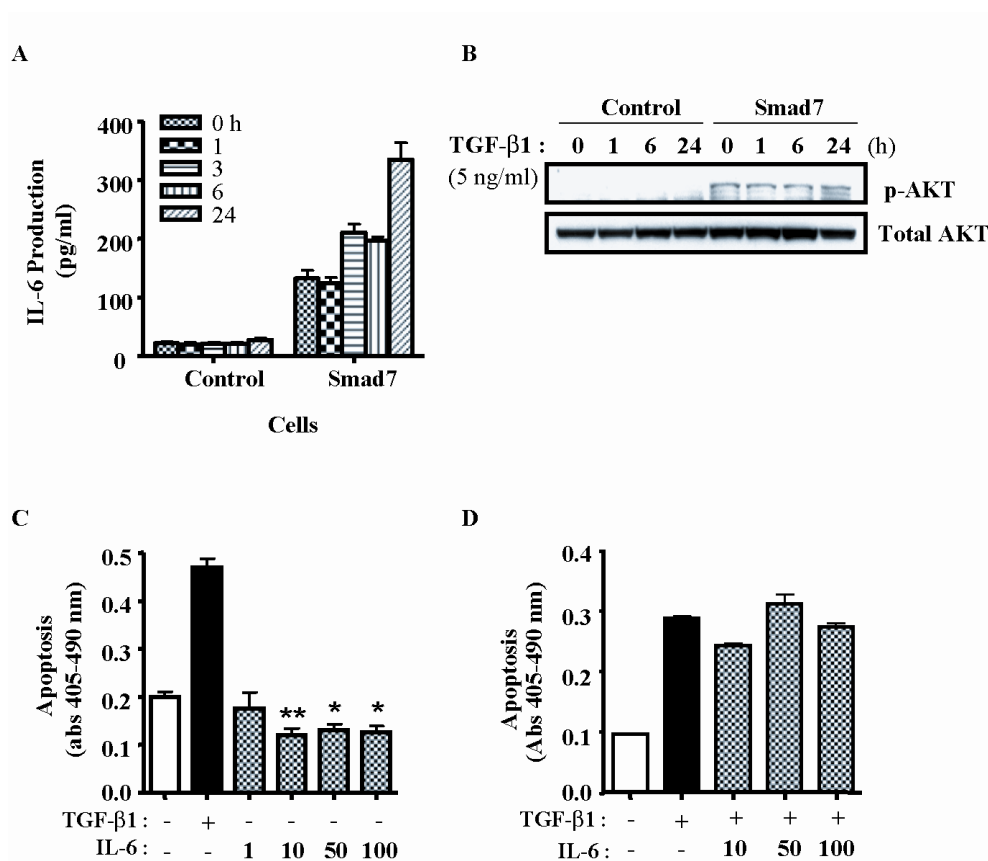 A
IL-6 Production
(pg/ml)
400
300
200
100
0
0 h
1
3
6
24
Control
Smad7
Cells
B
Control
Smad7
TGF-β1 :
0
1
6
24
0
1
6
24
(h)
(5 ng/ml)
p-AKT
Total AKT
C
Apoptosis
(abs 405-490 nm)
0.5
0.4
0.3
0.2
0.1
0.0
**
*
*
TGF-β1 :
-
+
-
-
-
-
IL-6 :
-
-
1
10
50
100
D
Apoptosis
(Abs 405-490 nm)
0.4
0.3
0.2
0.1
0.0
TGF-β1 :
-
+
+
+
+
IL-6 :
-
-
10
50
100